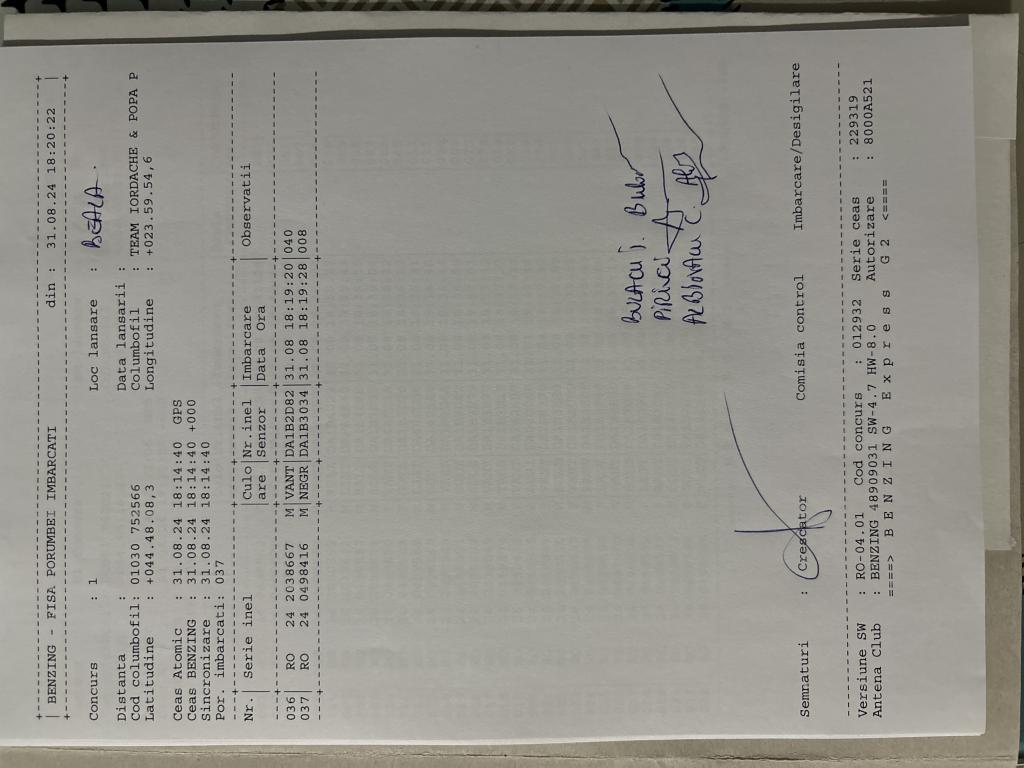 +-----------------------------------------------------------------------------------+
| BENZING - FISA PORUMBEI IMBARCATI din : 31.08.24 18:20:22 |
+-----------------------------------------------------------------------------------+
Concurs : 1 Loc lansare :
Distanta : Data lansarii :
Cod columbofil: 01030 752566 Columbofil : TEAM IORDACHE & POPA P
Latitudine : +044.48.08,3 Longitudine : +023.59.54,6
Ceas Atomic : 31.08.24 18:14:40 GPS
Ceas BENZING : 31.08.24 18:14:40 +000
Sincronizare : 31.08.24 18:14:40
Por. imbarcati: 037
Nr. | Serie inel |Culo|Nr.inel |Imbarcare | Observatii
|are |Senzor |Data Ora |
036| RO 24 2038667 M VANT|DA1B2D82|31.08 18:19:20|040
037| RO 24 0498416 M NEGR|DA1B3034|31.08 18:19:28|008
BUZACU I.
PIRICI
Semnaturi : Crescator Comisia control Imbarcare/Desigilare
Versiune SW : RO-04.01 Cod concurs : 012932 Serie ceas : 229319
Antena Club : BENZING 48909031 SW-4.7 HW-8.0 Autorizare : 8000A521
====> B E N Z I N G E x p r e s s G 2 <====